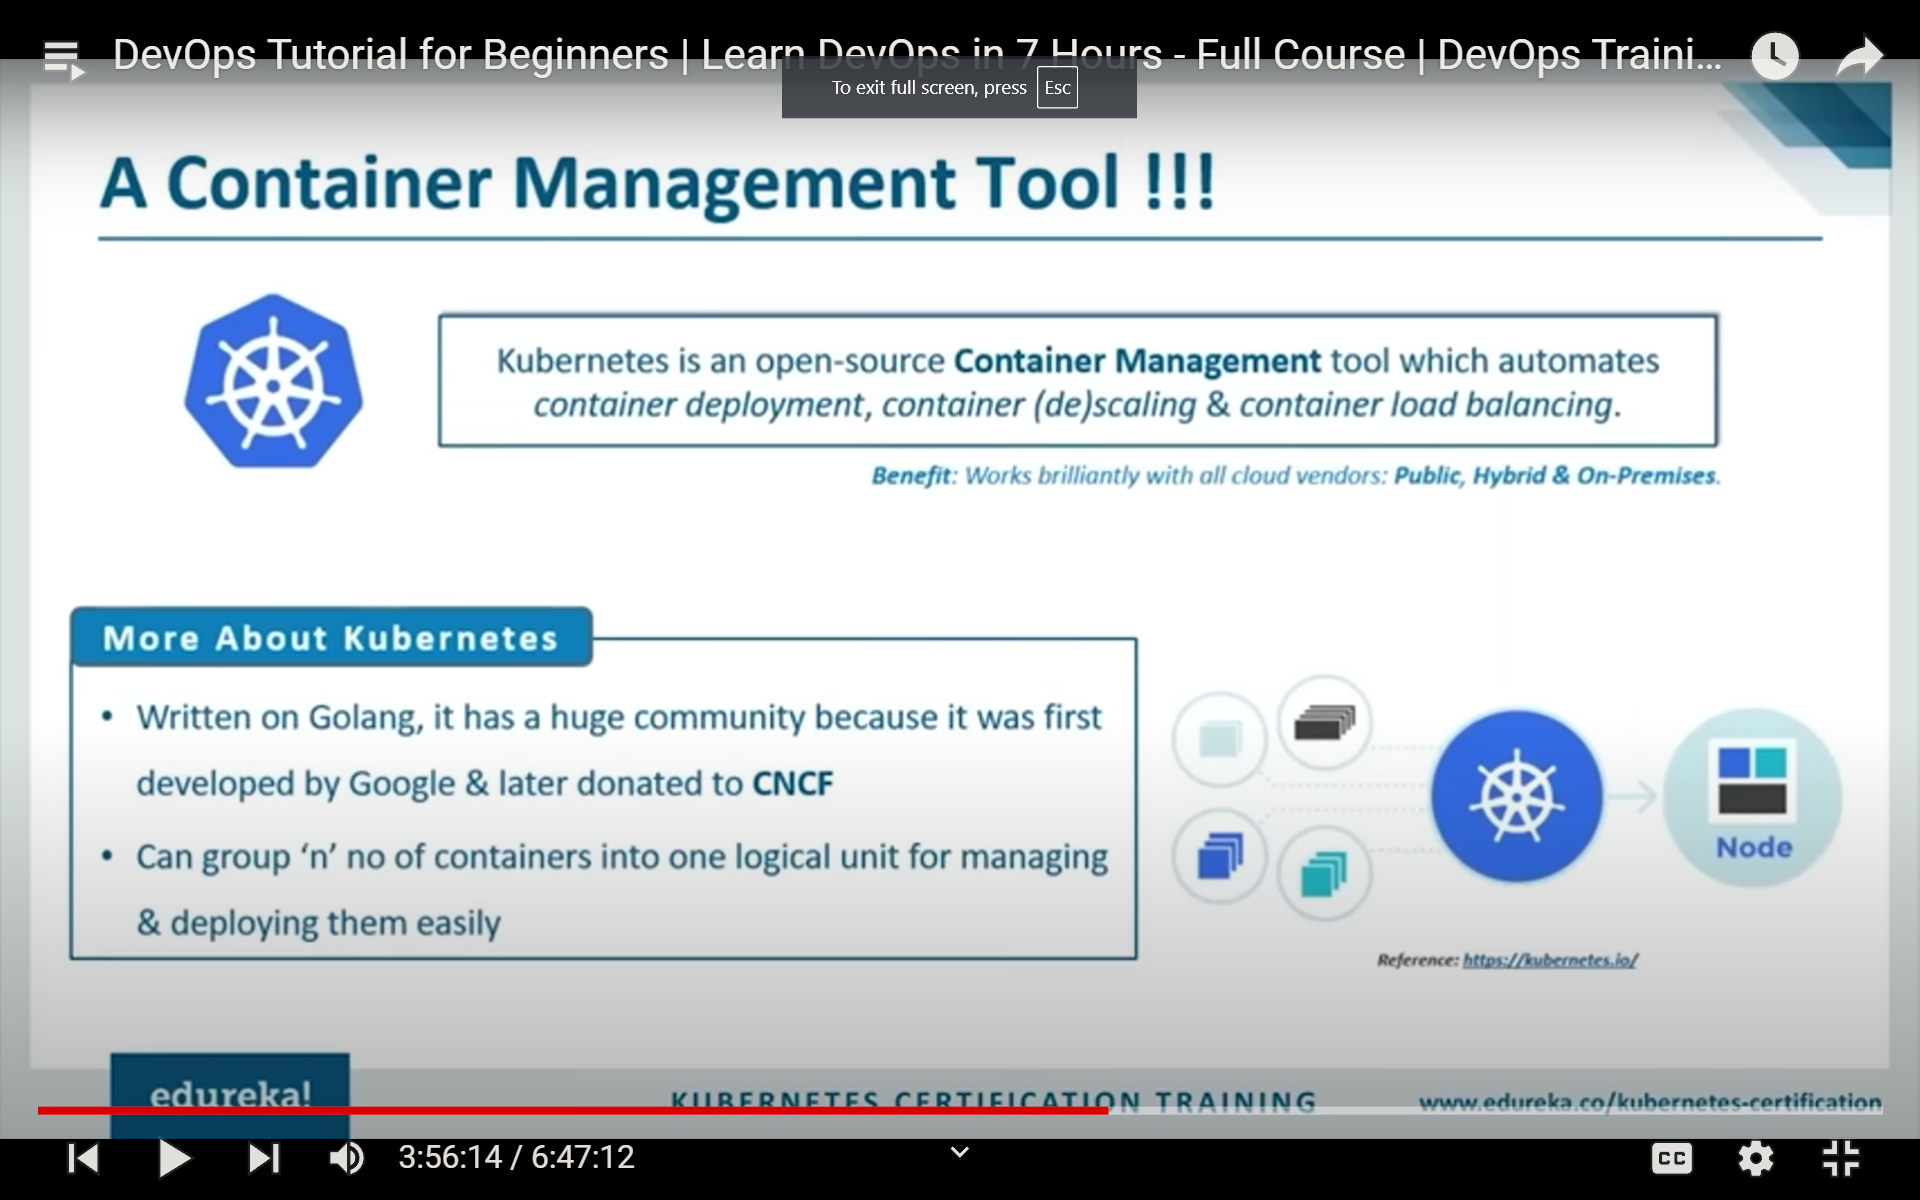 DevOps Tutorial for Beginners | Learn DevOps in 7 Hours - Full Course | DevOps Traini...
To exit full screen, press Esc
A Container Management Tool !!!
Kubernetes is an open-source Container Management tool which automates
container deployment, container (de)scaling & container load balancing.
Benefit: Works brilliantly with all cloud vendors: Public, Hybrid & On-Premises.
More About Kubernetes
• Written on Golang, it has a huge community because it was first
developed by Google & later donated to CNCF
• Can group ‘n’ no of containers into one logical unit for managing
& deploying them easily
Node
Reference: https://kubernetes.io/
edureka!
KUBERNETES CERTIFICATION TRAINING
www.edureka.co/kubernetes-certification
3:56:14 / 6:47:12
CC